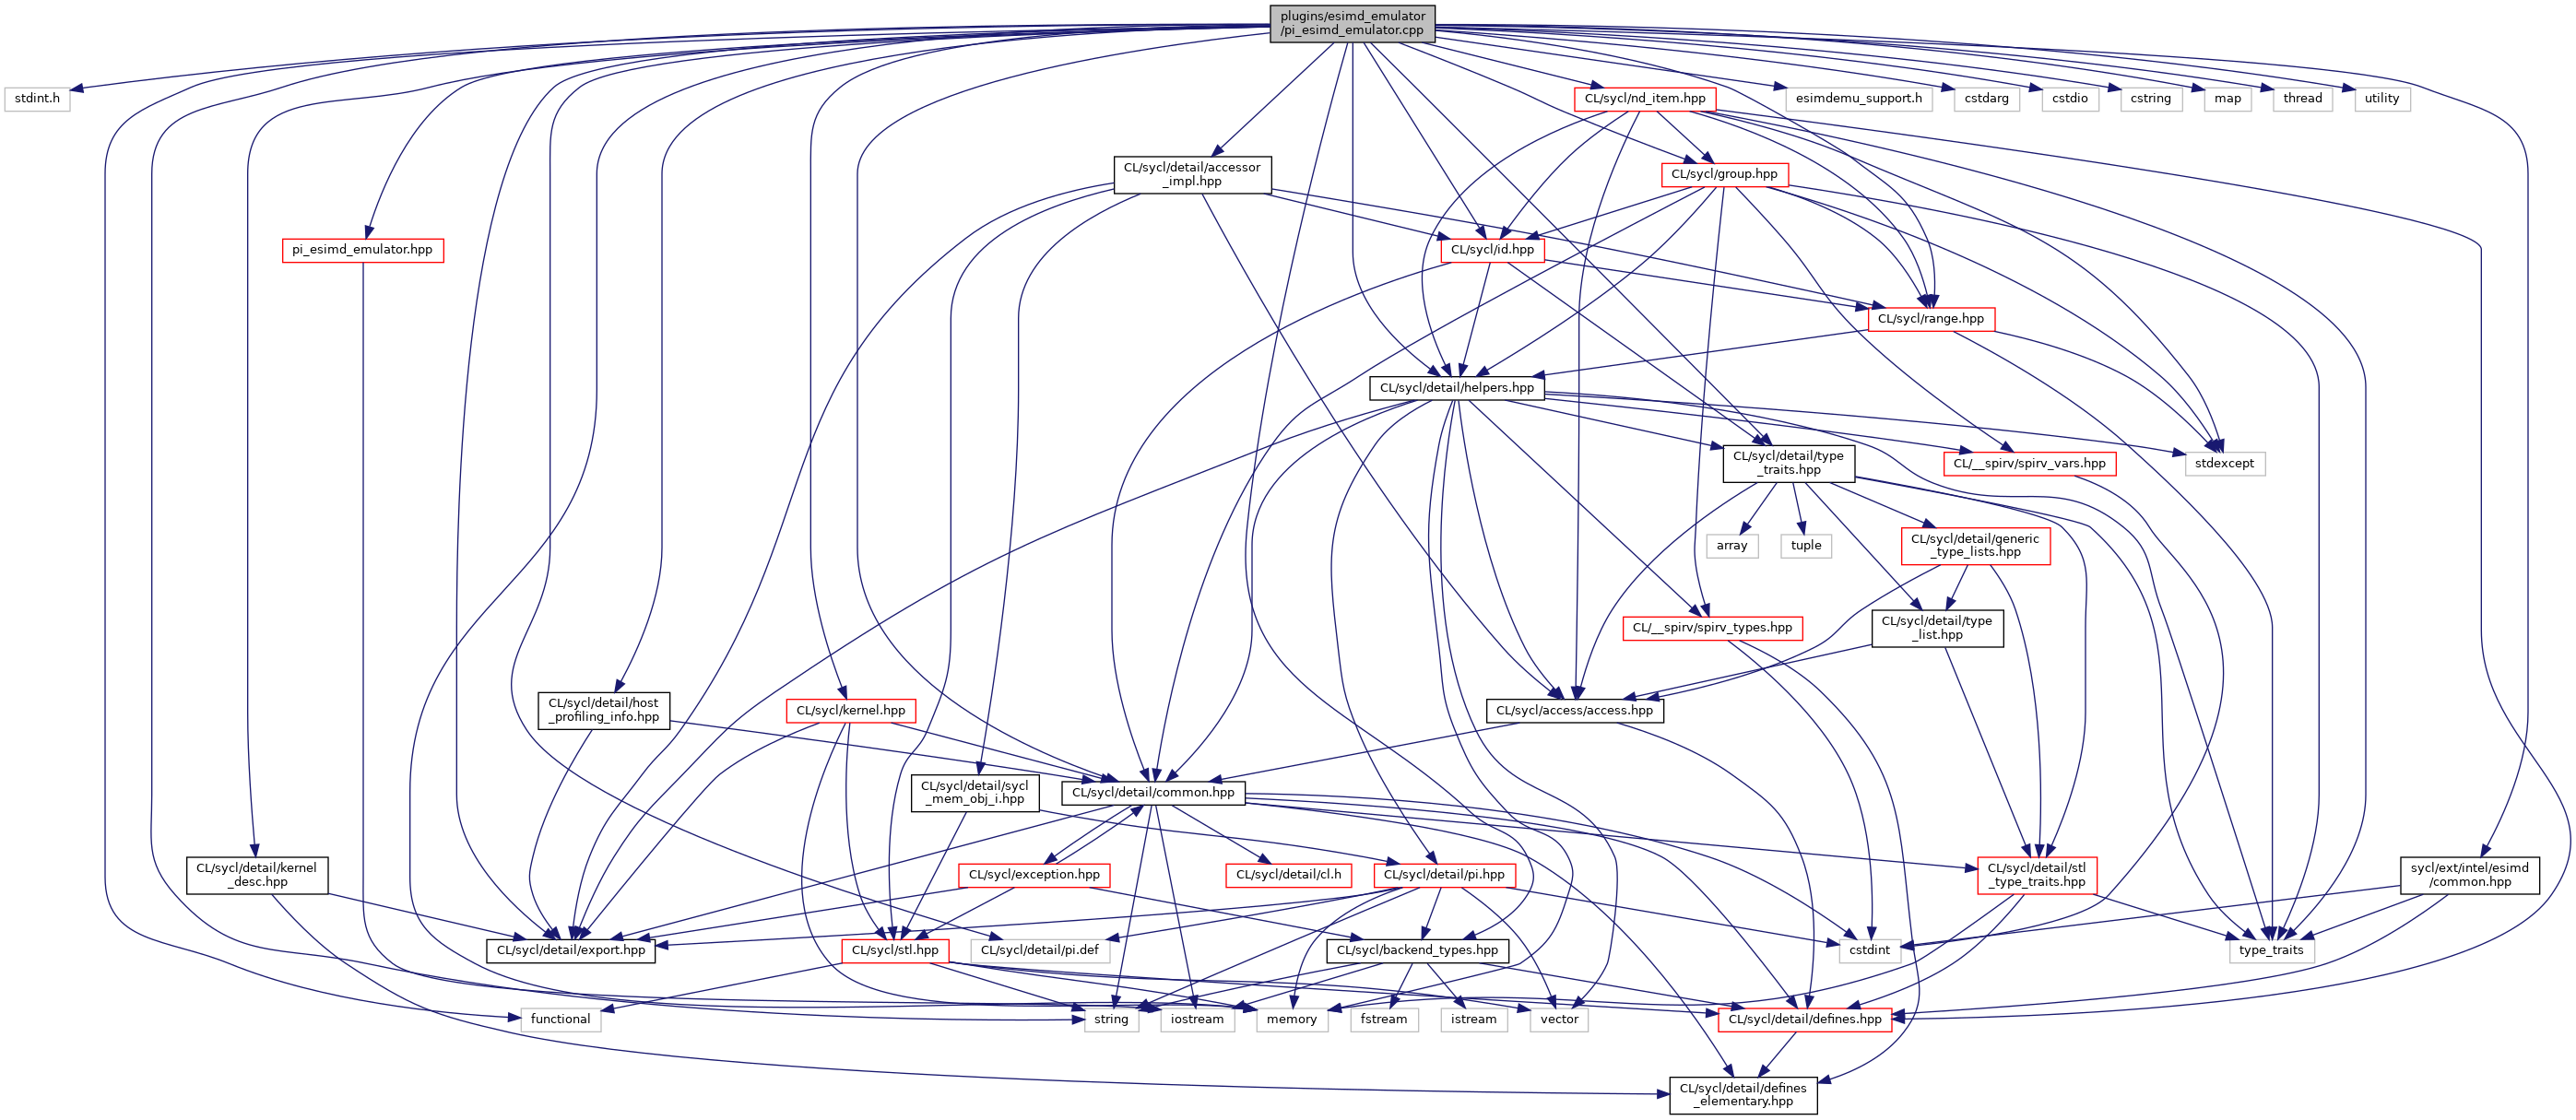 plugins/esimd_emulator
/pi_esimd_emulator.cpp
stdint.h
CL/sycl/nd_item.hpp
esimdemu_support.h
cstdarg
cstdio
cstring
map
thread
utility
CL/sycl/detail/accessor
_impl.hpp
CL/sycl/group.hpp
pi_esimd_emulator.hpp
CL/sycl/id.hpp
CL/sycl/range.hpp
CL/sycl/detail/helpers.hpp
CL/sycl/detail/type
_traits.hpp
CL/__spirv/spirv_vars.hpp
stdexcept
array
tuple
CL/sycl/detail/generic
_type_lists.hpp
CL/__spirv/spirv_types.hpp
CL/sycl/detail/type
_list.hpp
CL/sycl/detail/host
_profiling_info.hpp
CL/sycl/kernel.hpp
CL/sycl/access/access.hpp
CL/sycl/detail/sycl
_mem_obj_i.hpp
CL/sycl/detail/common.hpp
CL/sycl/detail/kernel
_desc.hpp
CL/sycl/exception.hpp
CL/sycl/detail/cl.h
CL/sycl/detail/pi.hpp
CL/sycl/detail/stl
_type_traits.hpp
sycl/ext/intel/esimd
/common.hpp
CL/sycl/detail/export.hpp
CL/sycl/stl.hpp
CL/sycl/detail/pi.def
CL/sycl/backend_types.hpp
cstdint
type_traits
functional
string
iostream
memory
fstream
istream
vector
CL/sycl/detail/defines.hpp
CL/sycl/detail/defines
_elementary.hpp